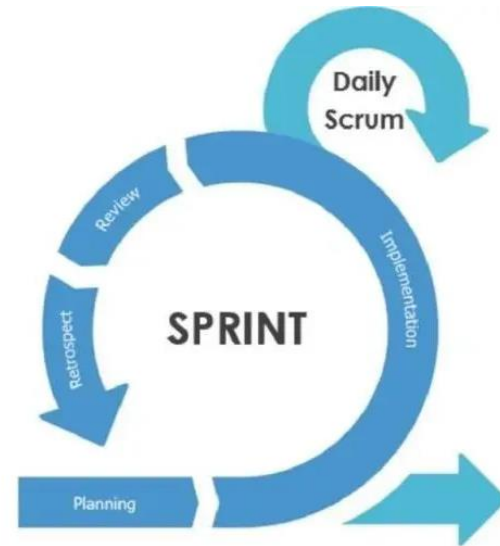 Daily
Scrum
Review
Implementation
SPRINT
Retrospect
Planning